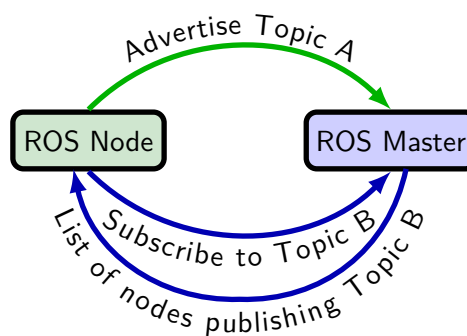 Advertise Topic A
ROS Node
ROS Master
Subscribe to Topic B
List of nodes publishing Topic B